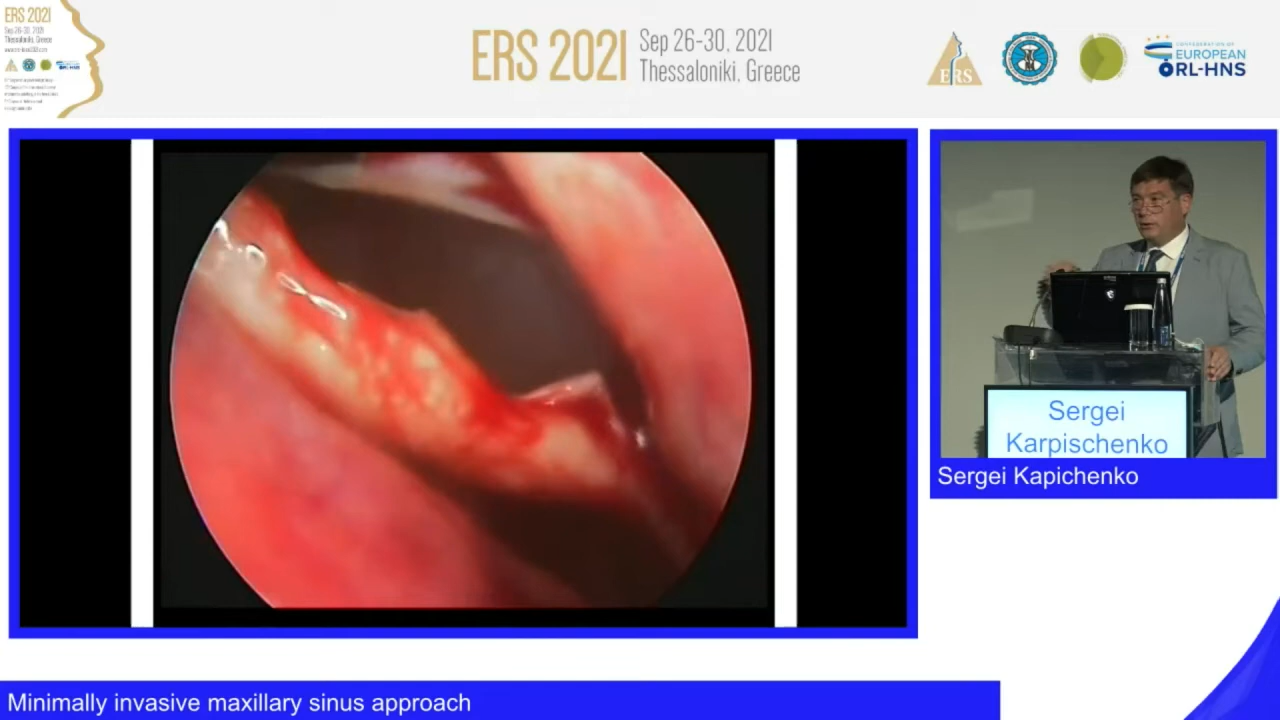 ERS 2021
Sep 26-30, 2021
Thessaloniki, Greece
ERS 2021
Sep 26-30, 2021
Thessaloniki, Greece
ERS
CONFEDERATION OF
EUROPEAN
ORL-HNS
Sergei
Karpischenko
Sergei Kapichenko
Minimally invasive maxillary sinus approach